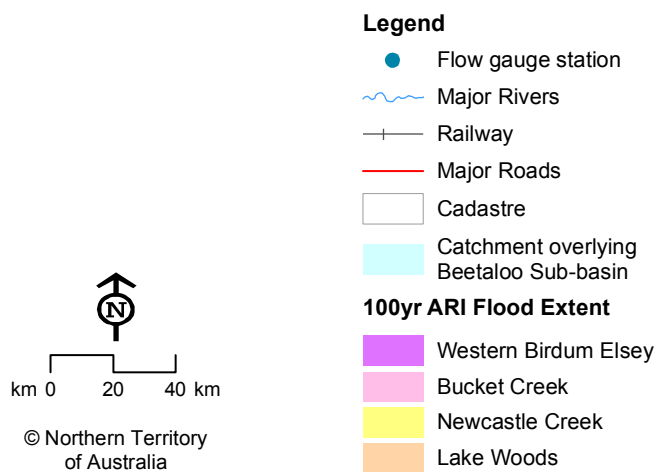 Legend
Flow gauge station
Major Rivers
Railway
Major Roads
Cadastre
Catchment overlying
Beetaloo Sub-basin
100yr ARI Flood Extent
Western Birdum Elsey
Bucket Creek
Newcastle Creek
Lake Woods
N
km 0 20 40 km
© Northern Territory
of Australia